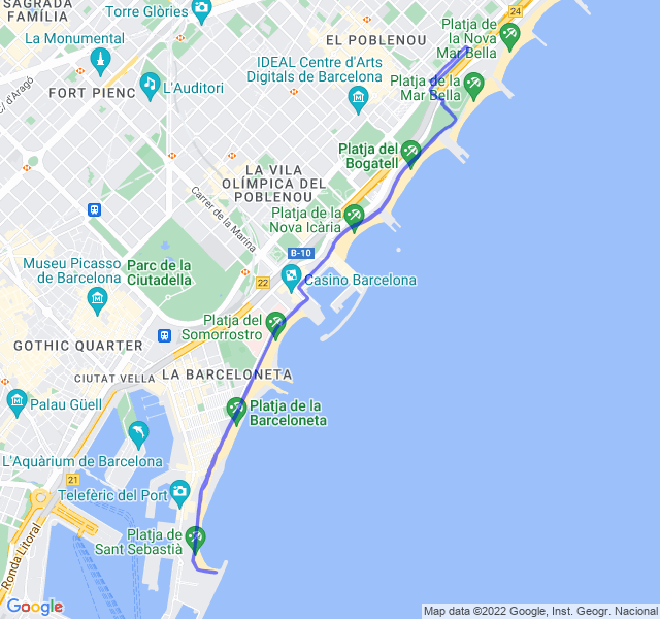 SAGRADA
FAMÍLIA
Torre Glòries
24
Platja de
la Nova
Mar Bella
La Monumental
EL POBLENOU
IDEAL Centre d'Arts
Digitals de Barcelona
Platja de la
Mar Bella
C/ d'Aragó
FORT PIENC
L'Auditori
Platja del
Bogatell
LA VILA
OLÍMPICA DEL
POBLENOU
Carrer de la Marina
Platja de la
Nova Icària
B-10
Museu Picasso
de Barcelona
Parc de la
Ciutadella
22
Casino Barcelona
Platja del
Somorrostro
GOTHIC QUARTER
CIUTAT VELLA
LA BARCELONETA
Palau Güell
Platja de la
Barceloneta
L'Aquàrium de Barcelona
21
Telefèric del Port
Platja de
Sant Sebastià
Ronda Litoral
Google
Map data ©2022 Google, Inst. Geogr. Nacional